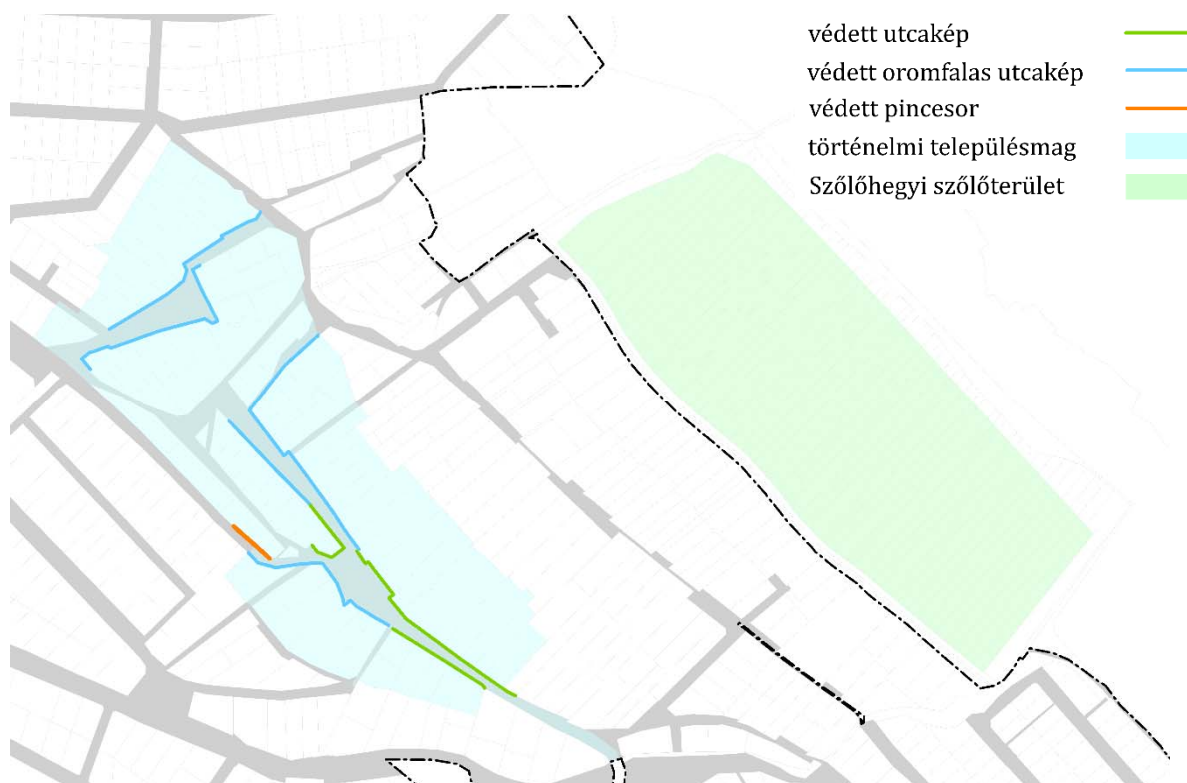 védett utcakép
védett oromfalas utcakép
védett pincesor
történelmi településmag
Szőlőhegyi szőlőterület